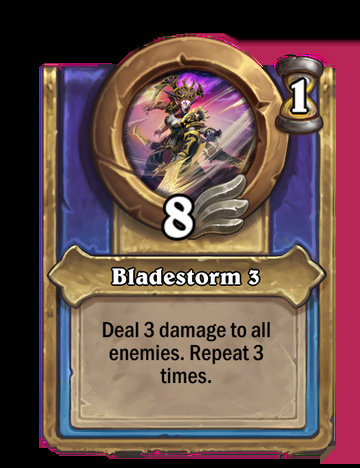 1
8
Bladestorm 3
Deal 3 damage to all
enemies. Repeat 3
times.